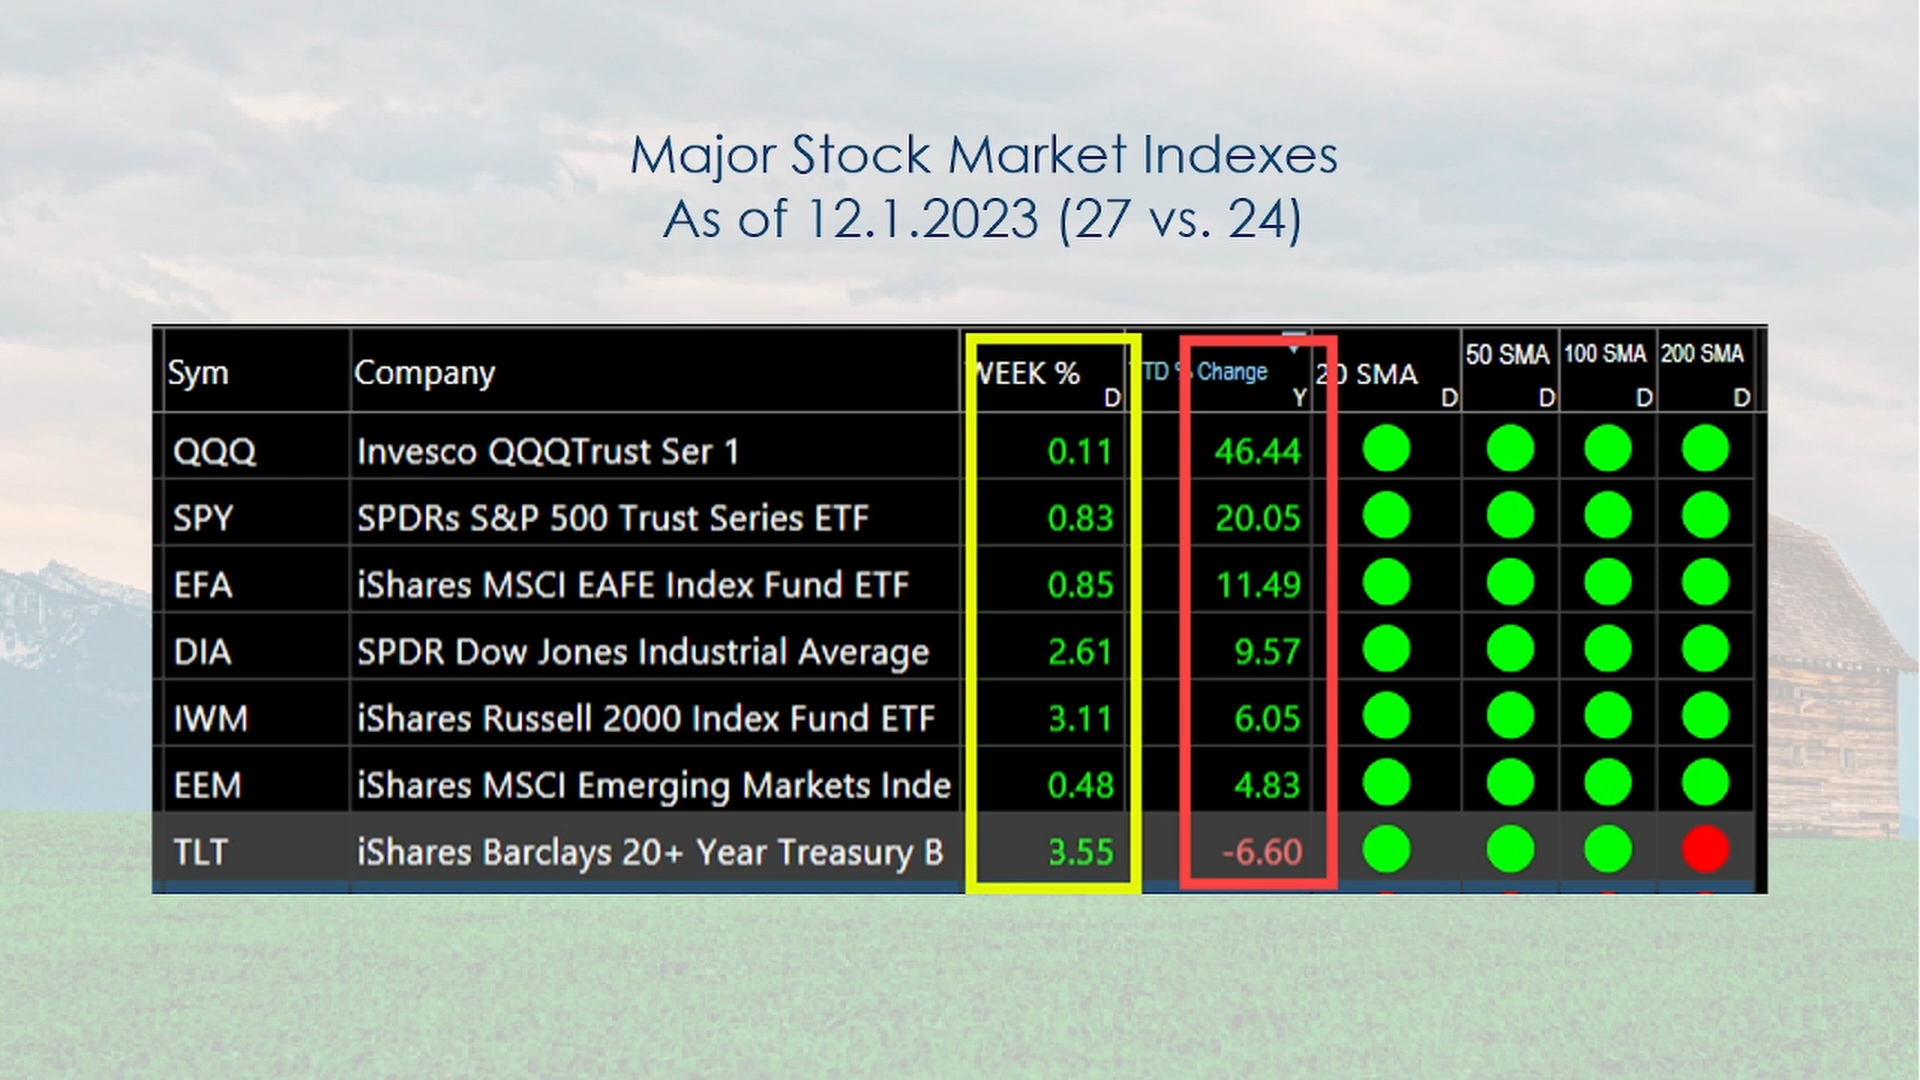 Major Stock Market Indexes
As of 12.1.2023 (27 vs. 24)
Sym Company WEEK % D YTD % Change Y 20 SMA D 50 SMA D 100 SMA D 200 SMA D
QQQ Invesco QQQTrust Ser 1 0.11 46.44
SPY SPDRs S&P 500 Trust Series ETF 0.83 20.05
EFA iShares MSCI EAFE Index Fund ETF 0.85 11.49
DIA SPDR Dow Jones Industrial Average 2.61 9.57
IWM iShares Russell 2000 Index Fund ETF 3.11 6.05
EEM iShares MSCI Emerging Markets Inde 0.48 4.83
TLT iShares Barclays 20+ Year Treasury B 3.55 -6.60